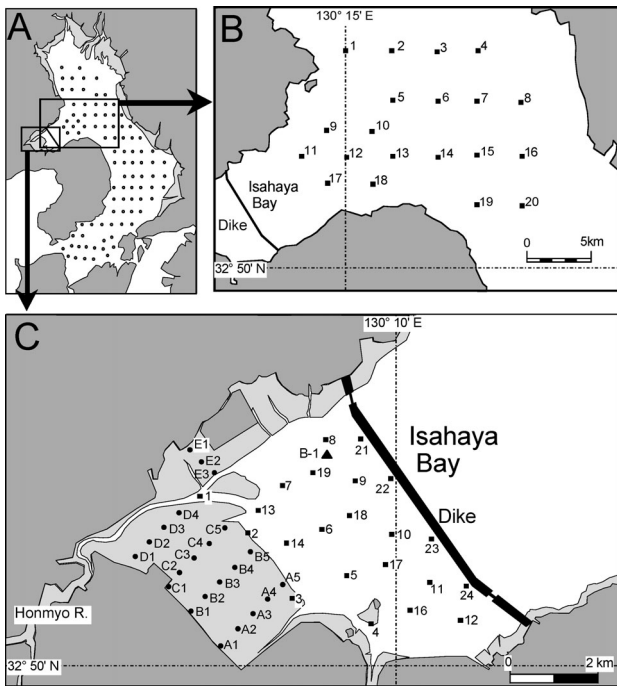 A
B
130° 15' E
1 2 3 4
5 6 7 8
9 10
11 12 13 14 15 16
17 18
19 20
Isahaya
Bay
Dike
0 5km
32° 50' N
C
130° 10' E
Isahaya
Bay
Dike
E1
E2
E3
8
B-1
21
19
9
22
7
1
13
18
D4
D3
C5
2
6
10
23
D2
C4
14
D1
C3
B5
17
C2
B4
5
11
24
C1
B3
A5
B2
A4
3
B1
A3
16
12
A2
4
A1
Honmyo R.
32° 50' N
0 2 km